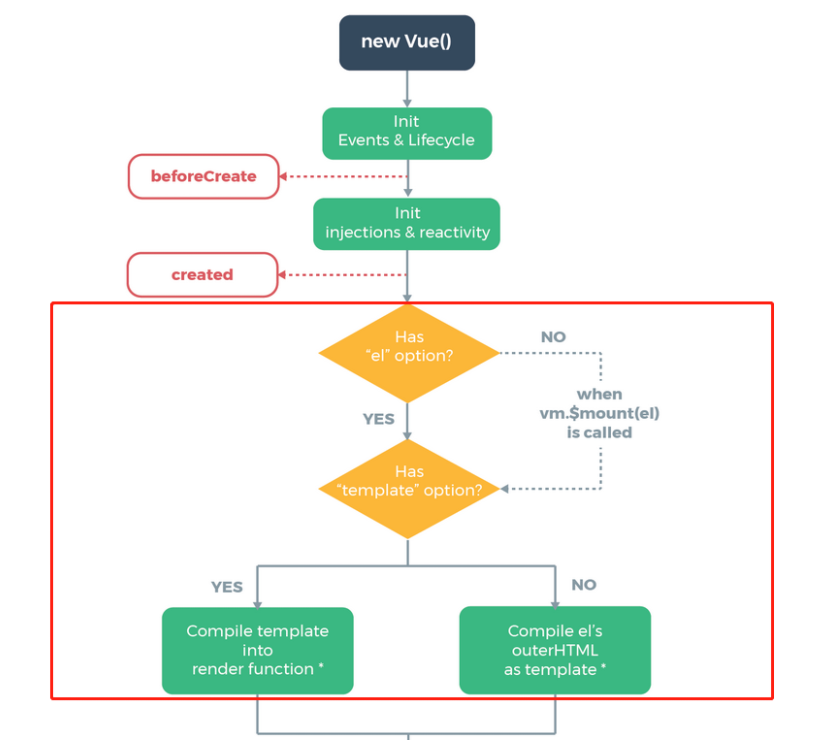 new Vue()
Init
Events & Lifecycle
beforeCreate
Init
injections & reactivity
created
Has
“el” option?
NO
when
vm.$mount(el)
is called
YES
Has
“template” option?
YES
NO
Compile template
into
render function *
Compile el’s
outerHTML
as template *